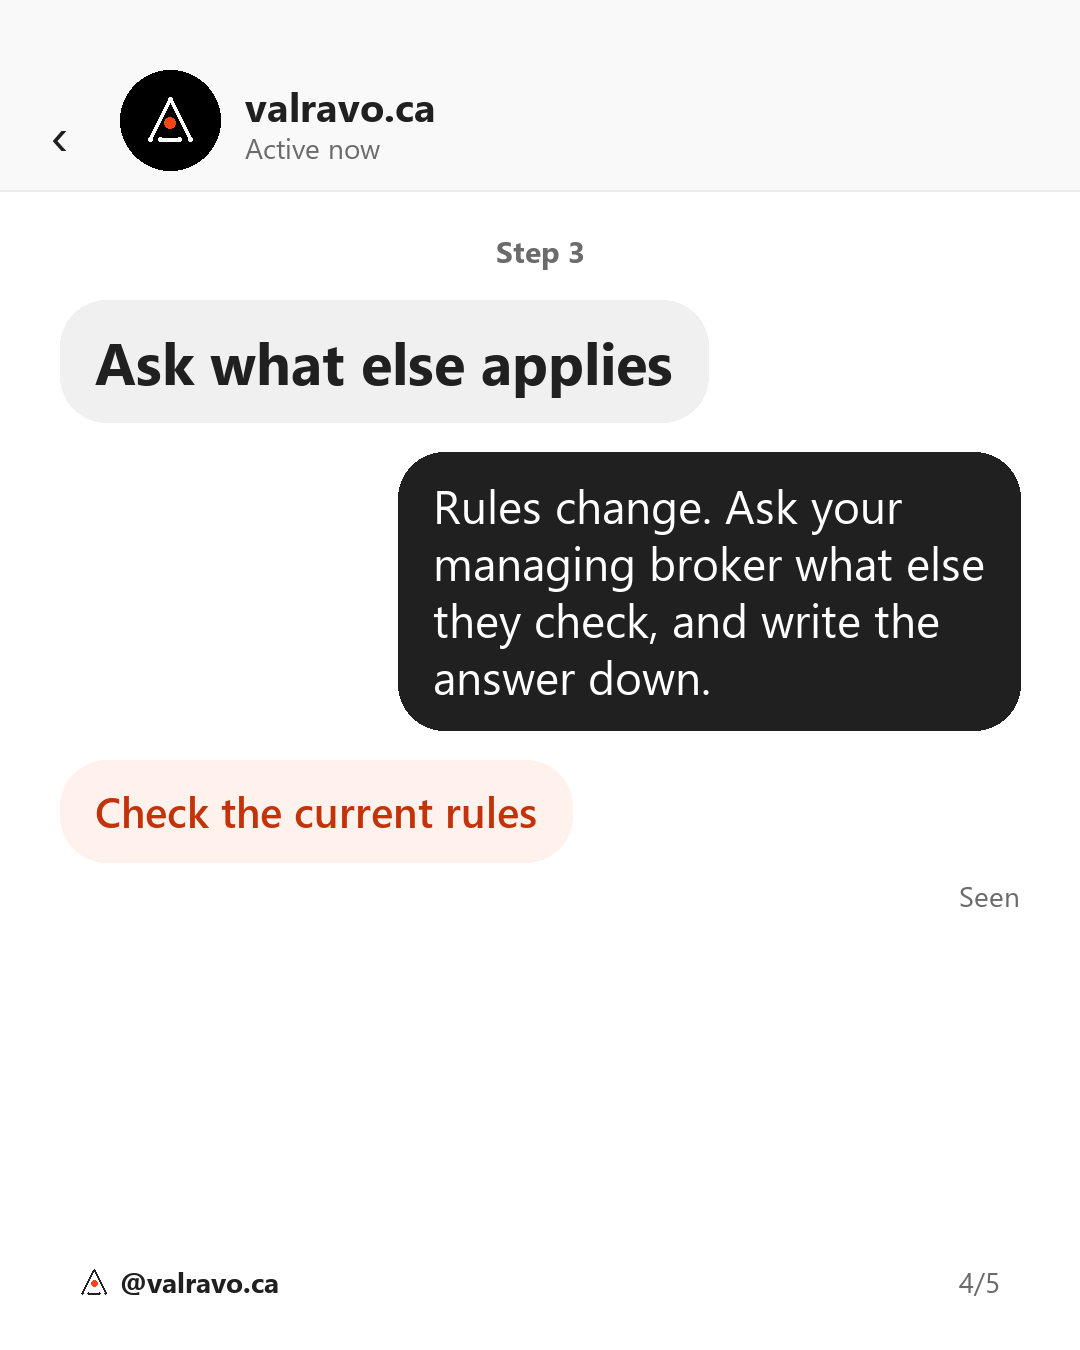 valravo.ca
Active now
Step 3
Ask what else applies
Rules change. Ask your
managing broker what else
they check, and write the
answer down.
Check the current rules
Seen
@valravo.ca
4/5